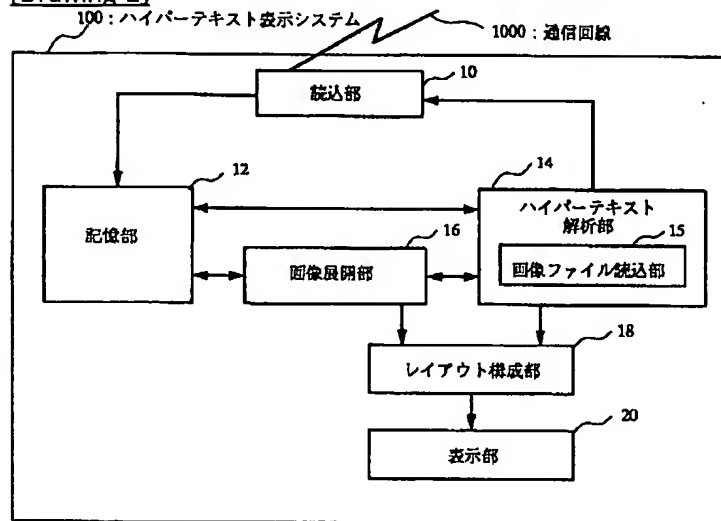 [Drawing 2]
100：ハイパーテキスト表示システム
1000：通信回線
10
読込部
12
記憶部
14
ハイパーテキスト
解析部
15
画像ファイル読込部
16
画像展開部
18
レイアウト構成部
20
表示部